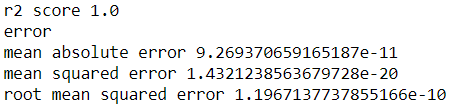 r2 score 1.0
error
mean absolute error 9.269370659165187e-11
mean squared error 1.4321238563679728e-20
root mean squared error 1.1967137737855166e-10